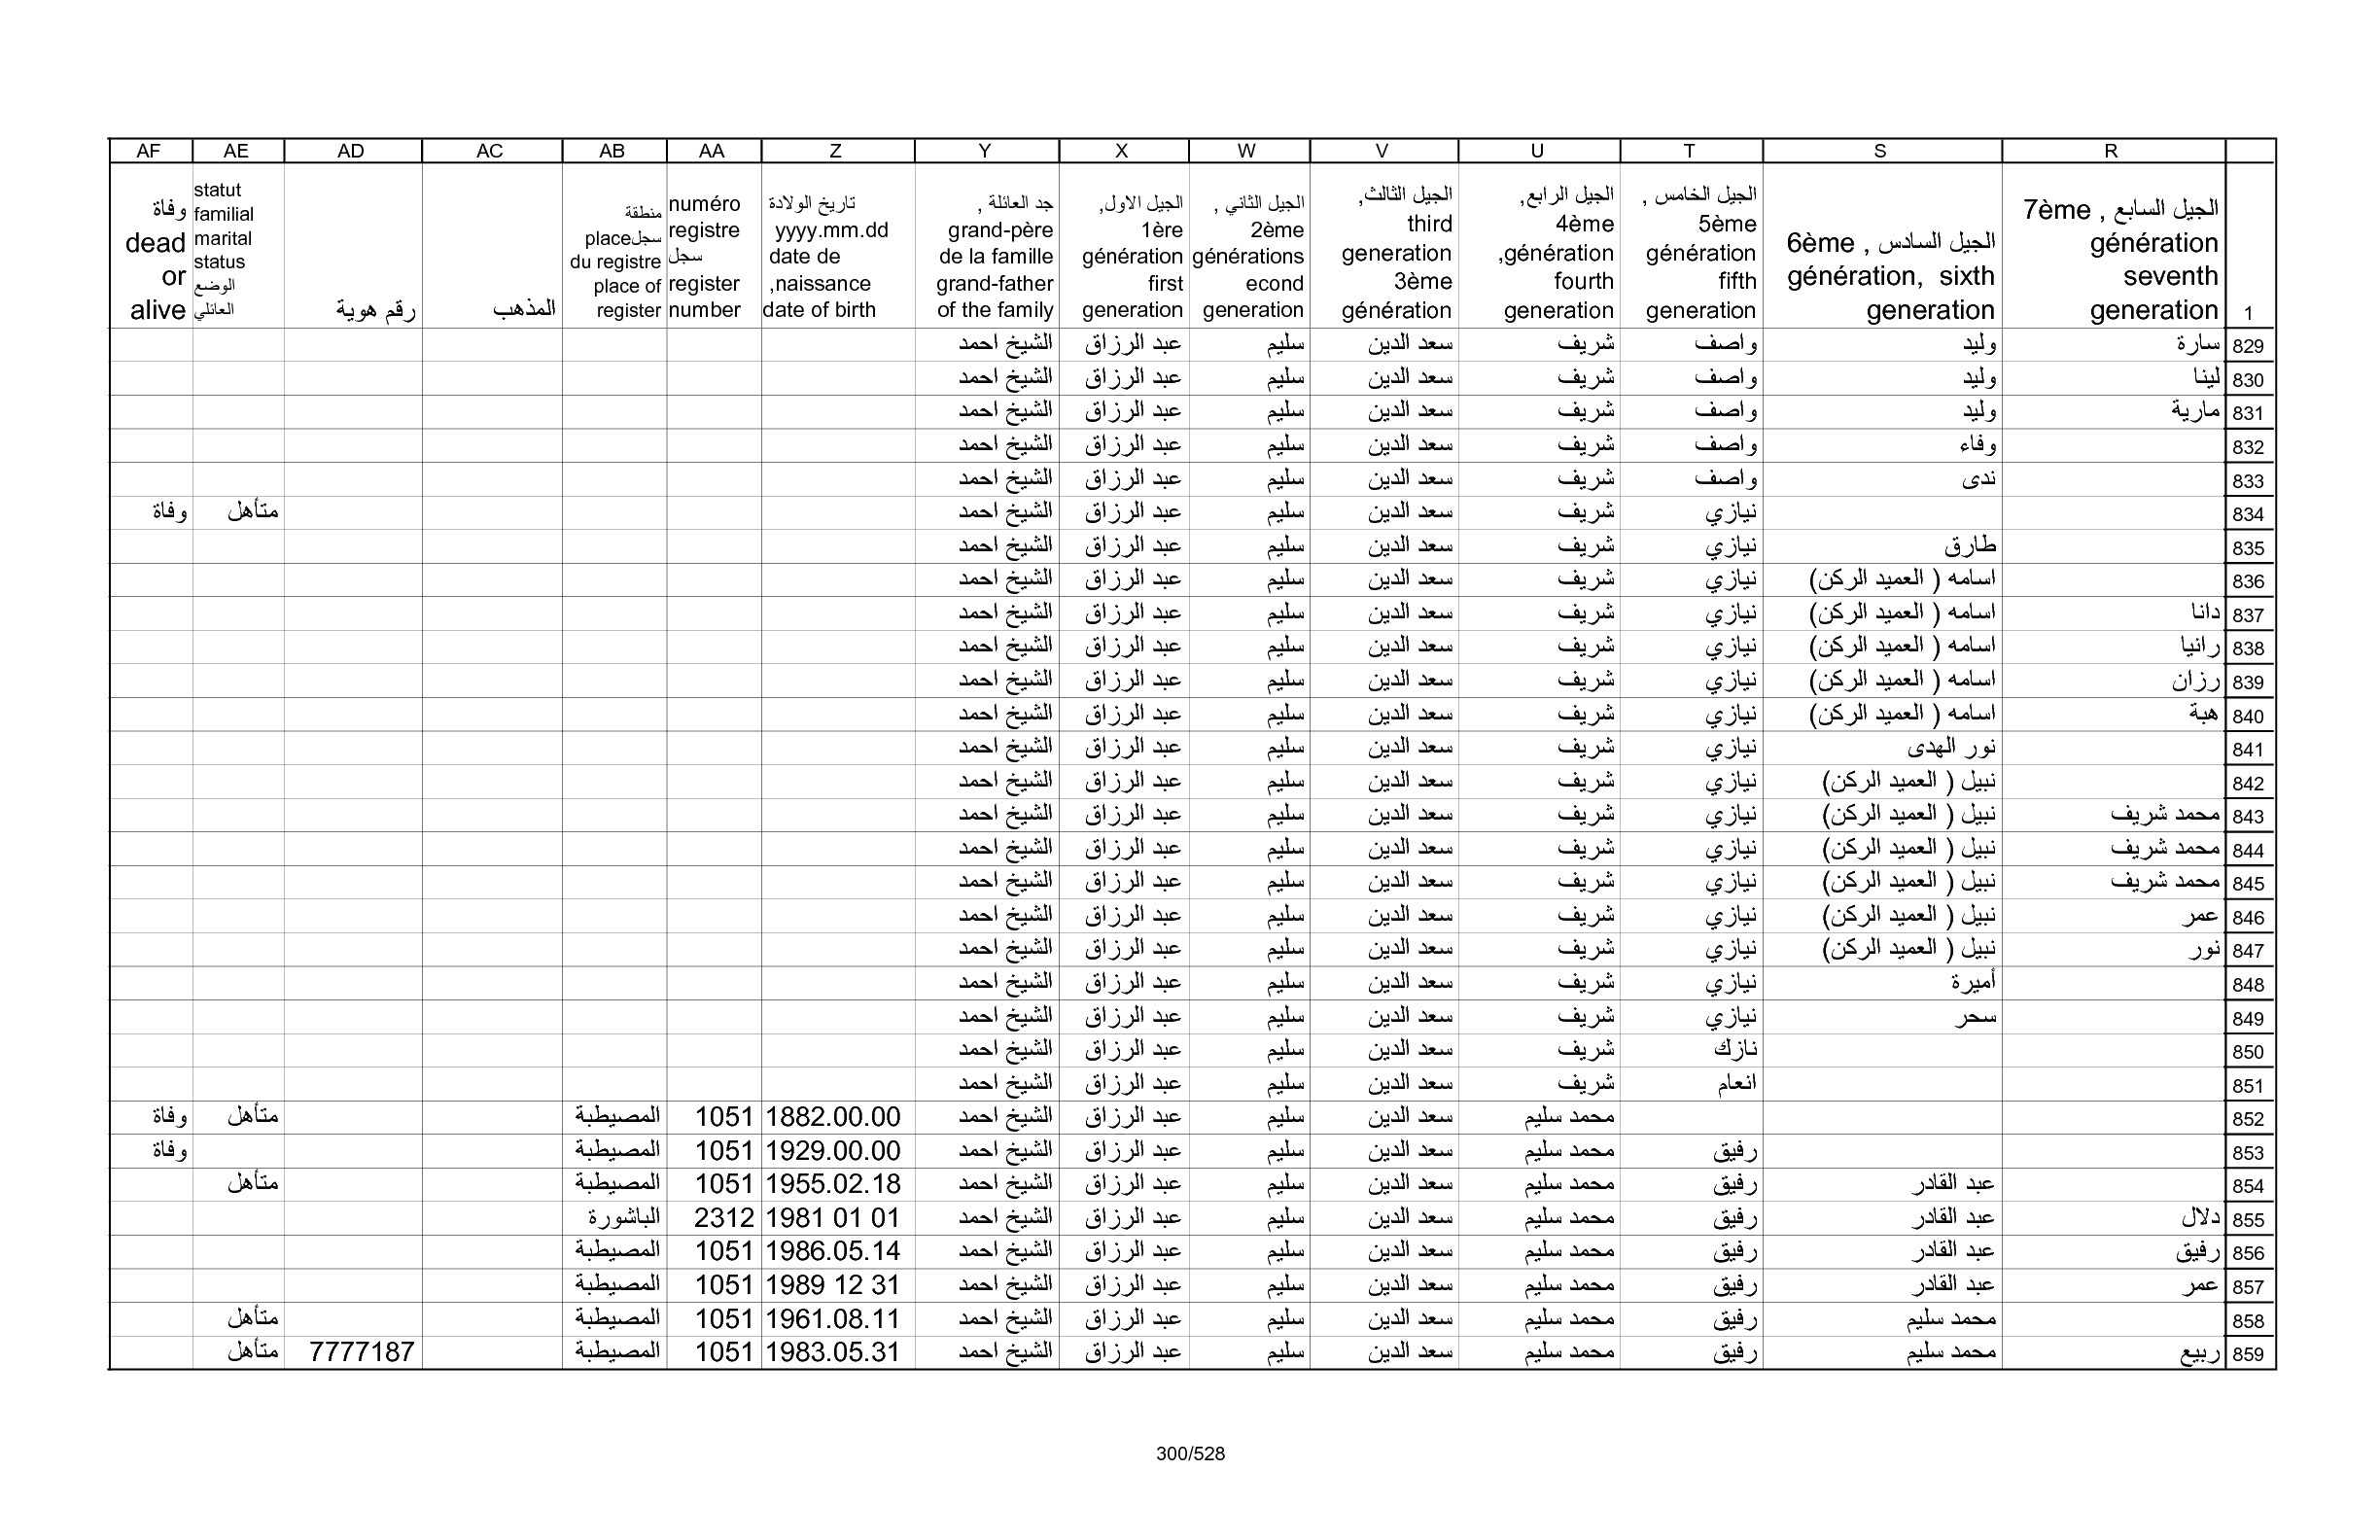 R S T U V W X Y Z AA AB AC AD AE AF
1 الجيل السابع , 7ème génération seventh generation
الجيل السادس , 6ème génération, sixth generation
الجيل الخامس , 5ème génération fifth generation
الجيل الرابع, 4ème génération, fourth generation
الجيل الثالث, third generation 3ème génération
الجيل الثاني , 2ème générations econd generation
الجيل الاول, 1ère génération first generation
جد العائلة , grand-père de la famille grand-father of the family
تاريخ الولادة yyyy.mm.dd date de naissance, date of birth
numéro registre سجل register number
منطقة سجل place du registre place of register
المذهب
رقم هوية
statut familial marital status الوضع العائلي
وفاة dead or alive
829 سارة وليد واصف شريف سعد الدين سليم عبد الرزاق الشيخ احمد
830 لينا وليد واصف شريف سعد الدين سليم عبد الرزاق الشيخ احمد
831 مارية وليد واصف شريف سعد الدين سليم عبد الرزاق الشيخ احمد
832 وفاء واصف شريف سعد الدين سليم عبد الرزاق الشيخ احمد
833 ندى واصف شريف سعد الدين سليم عبد الرزاق الشيخ احمد
834 نيازي شريف سعد الدين سليم عبد الرزاق الشيخ احمد متأهل وفاة
835 طارق نيازي شريف سعد الدين سليم عبد الرزاق الشيخ احمد
836 اسامه ( العميد الركن) نيازي شريف سعد الدين سليم عبد الرزاق الشيخ احمد
837 دانا اسامه ( العميد الركن) نيازي شريف سعد الدين سليم عبد الرزاق الشيخ احمد
838 رانيا اسامه ( العميد الركن) نيازي شريف سعد الدين سليم عبد الرزاق الشيخ احمد
839 رزان اسامه ( العميد الركن) نيازي شريف سعد الدين سليم عبد الرزاق الشيخ احمد
840 هبة اسامه ( العميد الركن) نيازي شريف سعد الدين سليم عبد الرزاق الشيخ احمد
841 نور الهدى نيازي شريف سعد الدين سليم عبد الرزاق الشيخ احمد
842 نبيل ( العميد الركن) نيازي شريف سعد الدين سليم عبد الرزاق الشيخ احمد
843 محمد شريف نبيل ( العميد الركن) نيازي شريف سعد الدين سليم عبد الرزاق الشيخ احمد
844 محمد شريف نبيل ( العميد الركن) نيازي شريف سعد الدين سليم عبد الرزاق الشيخ احمد
845 محمد شريف نبيل ( العميد الركن) نيازي شريف سعد الدين سليم عبد الرزاق الشيخ احمد
846 عمر نبيل ( العميد الركن) نيازي شريف سعد الدين سليم عبد الرزاق الشيخ احمد
847 نور نبيل ( العميد الركن) نيازي شريف سعد الدين سليم عبد الرزاق الشيخ احمد
848 أميرة نيازي شريف سعد الدين سليم عبد الرزاق الشيخ احمد
849 سحر نيازي شريف سعد الدين سليم عبد الرزاق الشيخ احمد
850 نازك شريف سعد الدين سليم عبد الرزاق الشيخ احمد
851 انعام شريف سعد الدين سليم عبد الرزاق الشيخ احمد
852 محمد سليم سعد الدين سليم عبد الرزاق الشيخ احمد 1882.00.00 1051 المصيطبة متأهل وفاة
853 رفيق محمد سليم سعد الدين سليم عبد الرزاق الشيخ احمد 1929.00.00 1051 المصيطبة وفاة
854 عبد القادر رفيق محمد سليم سعد الدين سليم عبد الرزاق الشيخ احمد 1955.02.18 1051 المصيطبة متأهل
855 دلال عبد القادر رفيق محمد سليم سعد الدين سليم عبد الرزاق الشيخ احمد 1981 01 01 2312 الباشورة
856 رفيق عبد القادر رفيق محمد سليم سعد الدين سليم عبد الرزاق الشيخ احمد 1986.05.14 1051 المصيطبة
857 عمر عبد القادر رفيق محمد سليم سعد الدين سليم عبد الرزاق الشيخ احمد 1989 12 31 1051 المصيطبة
858 محمد سليم رفيق محمد سليم سعد الدين سليم عبد الرزاق الشيخ احمد 1961.08.11 1051 المصيطبة متأهل
859 ربيع محمد سليم رفيق محمد سليم سعد الدين سليم عبد الرزاق الشيخ احمد 1983.05.31 1051 المصيطبة 7777187 متأهل
300/528